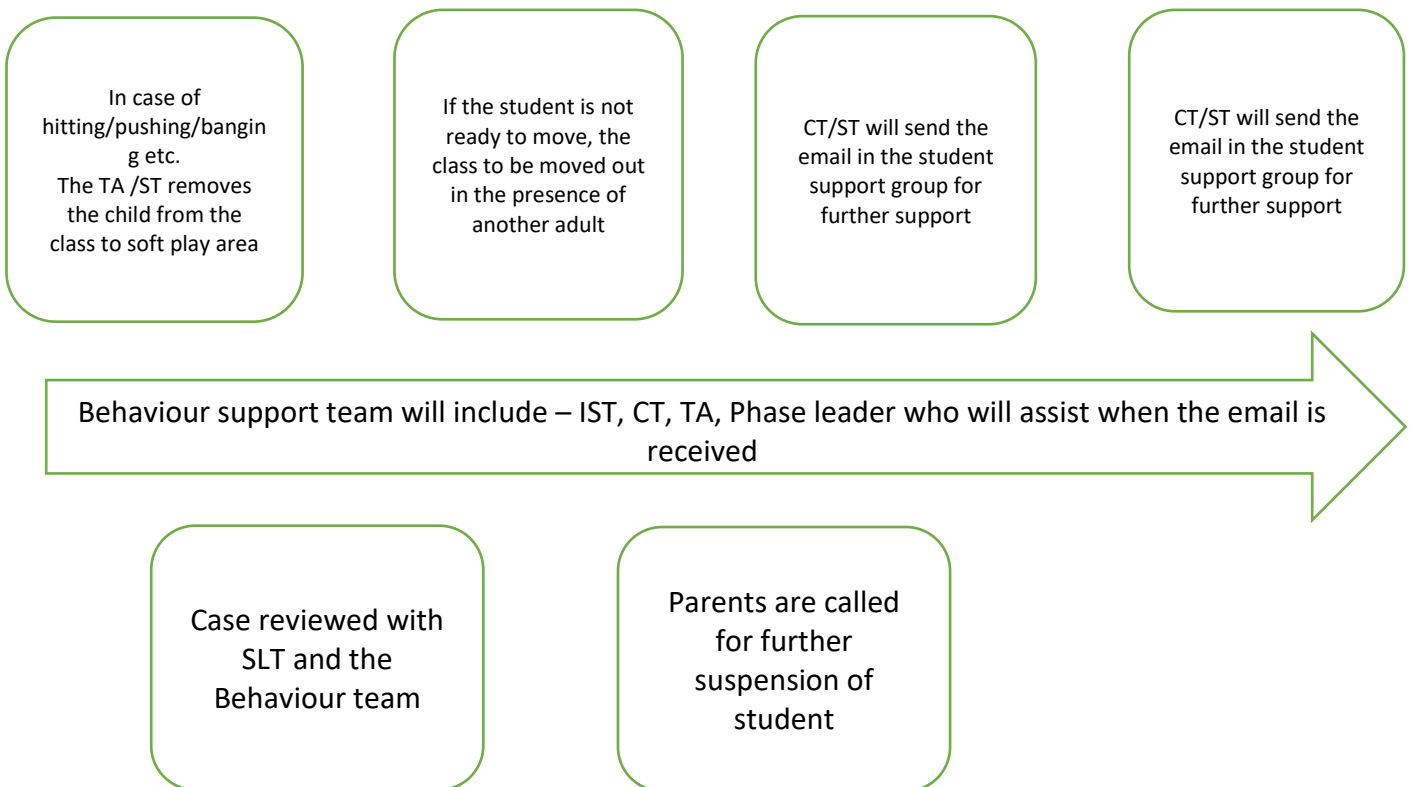 In case of
hitting/pushing/bangin
g etc.
The TA /ST removes
the child from the
class to soft play area
If the student is not
ready to move, the
class to be moved out
in the presence of
another adult
CT/ST will send the
email in the student
support group for
further support
CT/ST will send the
email in the student
support group for
further support
Behaviour support team will include – IST, CT, TA, Phase leader who will assist when the email is
received
Case reviewed with
SLT and the
Behaviour team
Parents are called
for further
suspension of
student